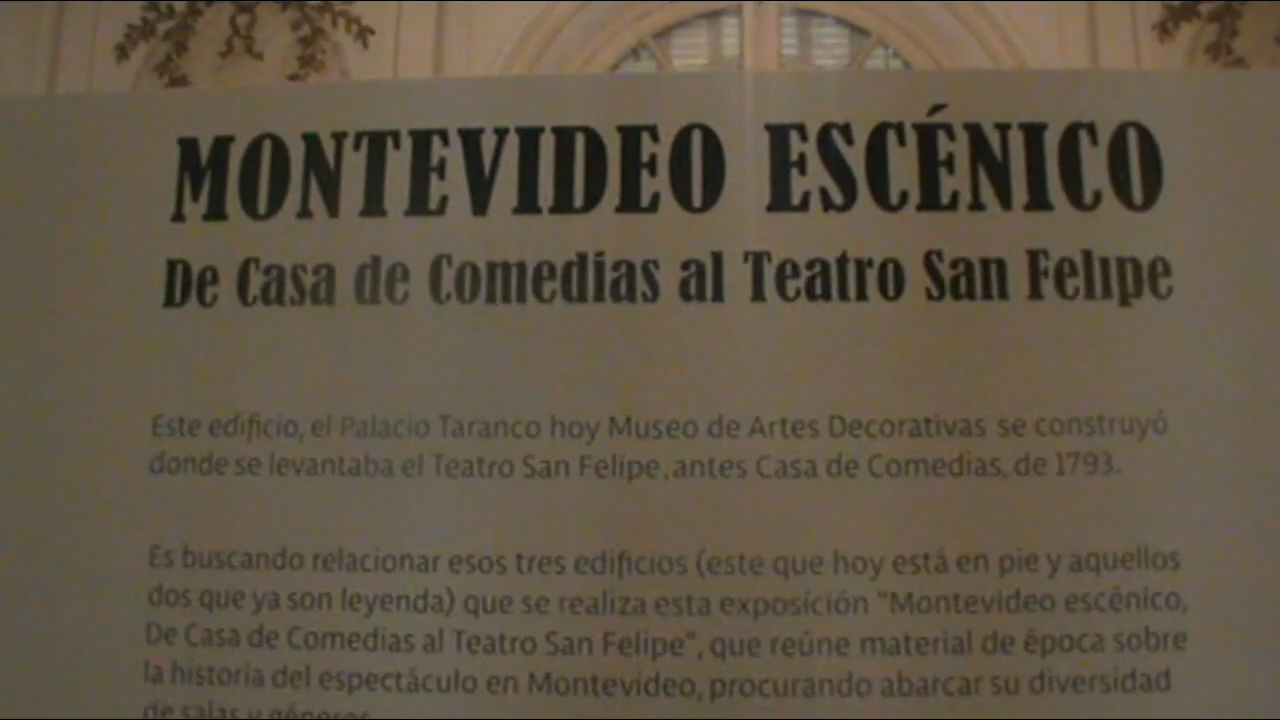 MONTEVIDEO ESCÉNICO
De Casa de Comedias al Teatro San Felipe
Este edificio, el Palacio Taranco hoy Museo de Artes Decorativas se construyó
donde se levantaba el Teatro San Felipe, antes Casa de Comedias, de 1793.
Es buscando relacionar esos tres edificios (este que hoy está en pie y aquellos
dos que ya son leyenda) que se realiza esta exposición "Montevideo escénico,
De Casa de Comedias al Teatro San Felipe", que reúne material de época sobre
la historia del espectáculo en Montevideo, procurando abarcar su diversidad
de salas y géneros